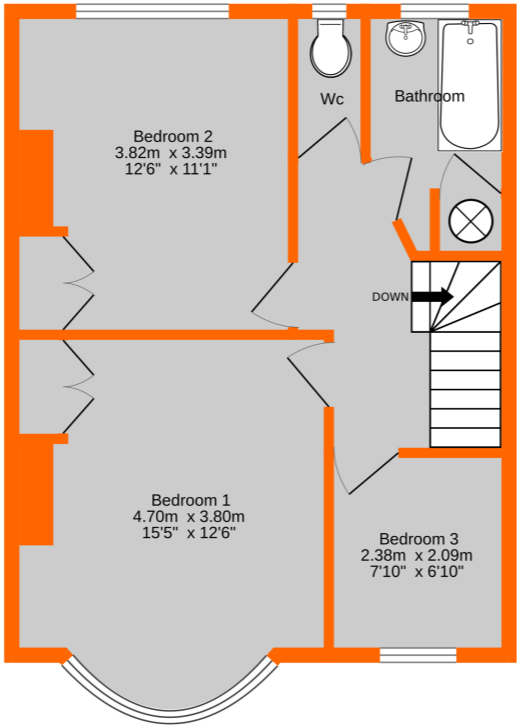 Wc
Bathroom
Bedroom 2
3.82m x 3.39m
12'6" x 11'1"
DOWN
Bedroom 1
4.70m x 3.80m
15'5" x 12'6"
Bedroom 3
2.38m x 2.09m
7'10" x 6'10"